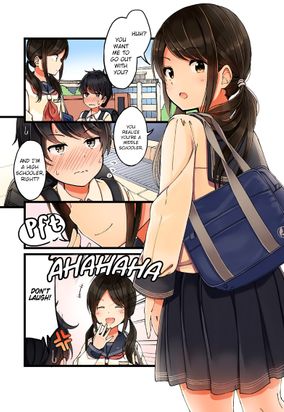 HUH?
YOU
WANT ME
TO GO
OUT WITH
YOU?
YOU
REALIZE
YOU'RE A
MIDDLE
SCHOOLER,
AND I'M
A HIGH
SCHOOLER,
RIGHT?
Pft
AHAHAHA
DON'T
LAUGH!